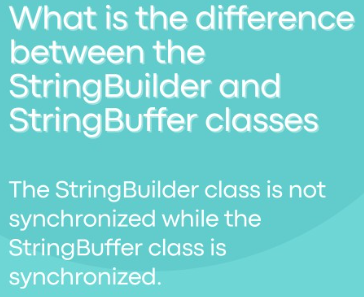 What is the difference
between the
StringBuilder and
StringBuffer classes
The StringBuilder class is not
synchronized while the
StringBuffer class is
synchronized.